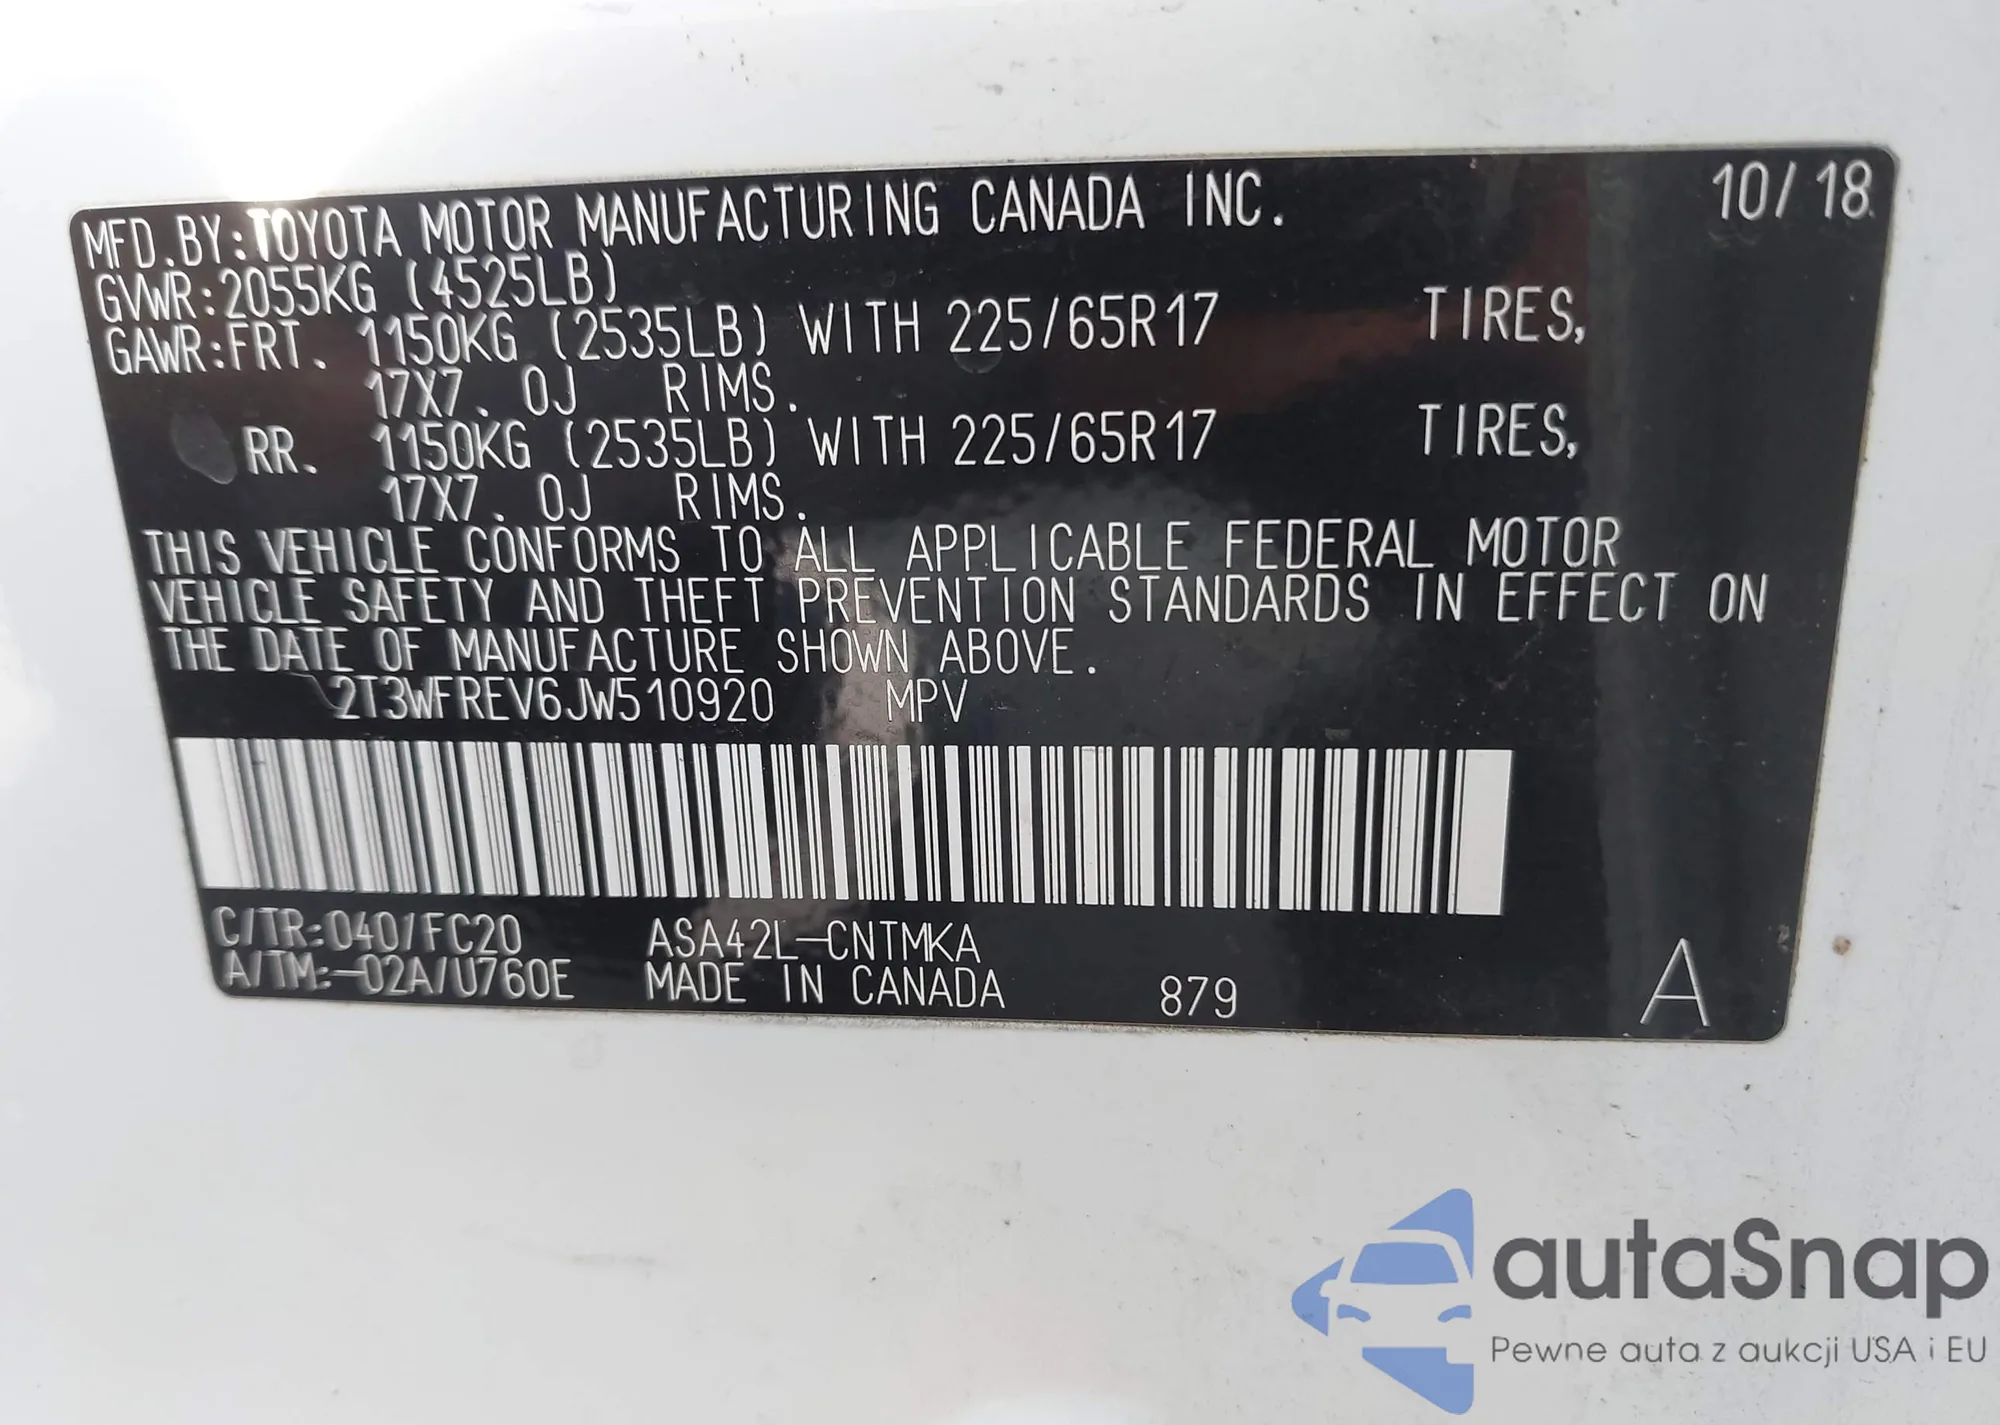 MFD.BY:TOYOTA MOTOR MANUFACTURING CANADA INC. 10/18
GVWR:2055KG (4525LB)
GAWR:FRT. 1150KG (2535LB) WITH 225/65R17 TIRES,
17X7.0J RIMS.
RR. 1150KG (2535LB) WITH 225/65R17 TIRES,
17X7.0J RIMS.
THIS VEHICLE CONFORMS TO ALL APPLICABLE FEDERAL MOTOR
VEHICLE SAFETY AND THEFT PREVENTION STANDARDS IN EFFECT ON
THE DATE OF MANUFACTURE SHOWN ABOVE.
2T3WFREV6JW510920 MPV
C/TR:040/FC20 ASA42L-CNTMKA
A/TM:-02A/U760E MADE IN CANADA 879 A
autaSnap
Pewne auta z aukcji USA i EU